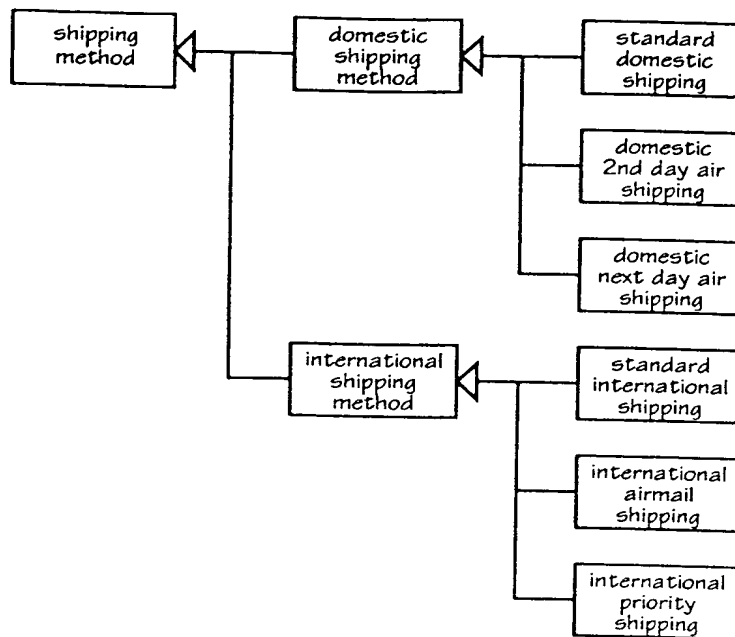 shipping
method
domestic
shipping
method
standard
domestic
shipping
domestic
2nd day air
shipping
domestic
next day air
shipping
international
shipping
method
standard
international
shipping
international
airmail
shipping
international
priority
shipping